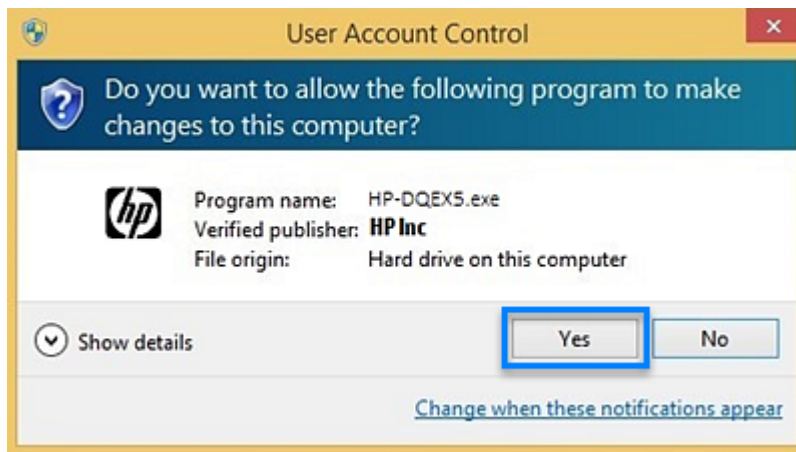 User Account Control
Do you want to allow the following program to make
changes to this computer?
hp
Program name: HP-DQEX5.exe
Verified publisher: HP Inc
File origin: Hard drive on this computer
Show details
Yes
No
Change when these notifications appear